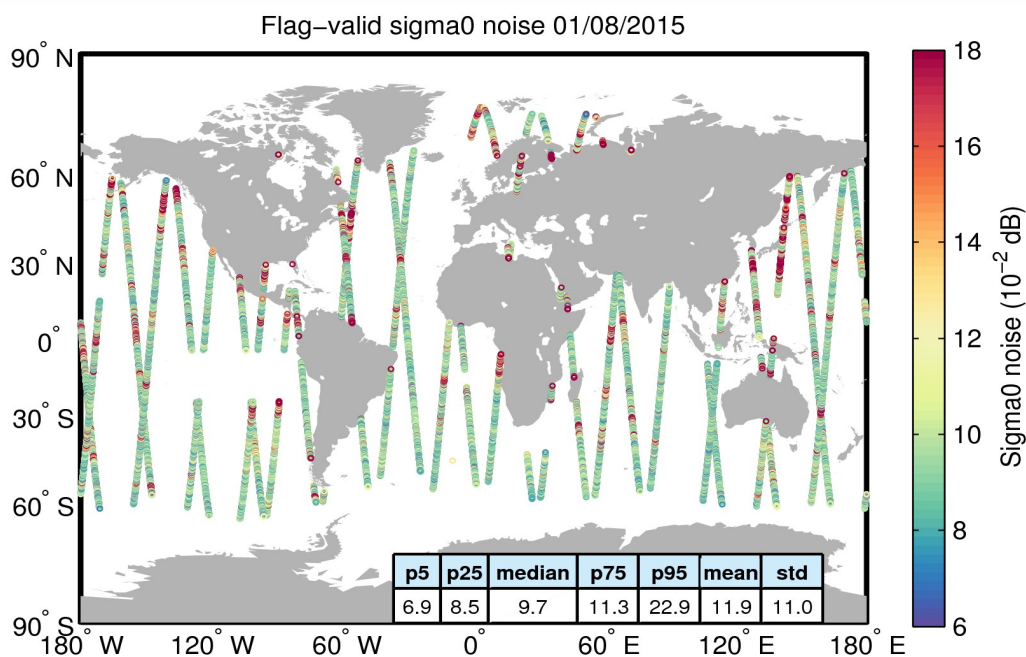 Flag−valid sigma0 noise 01/08/2015
90° N
60° N
30° N
0°
30° S
60° S
90° S
180° W
120° W
60° W
0°
60° E
120° E
180° E
p5 p25 median p75 p95 mean std
6.9 8.5 9.7 11.3 22.9 11.9 11.0
18
16
14
12
10
8
6
Sigma0 noise (10⁻² dB)